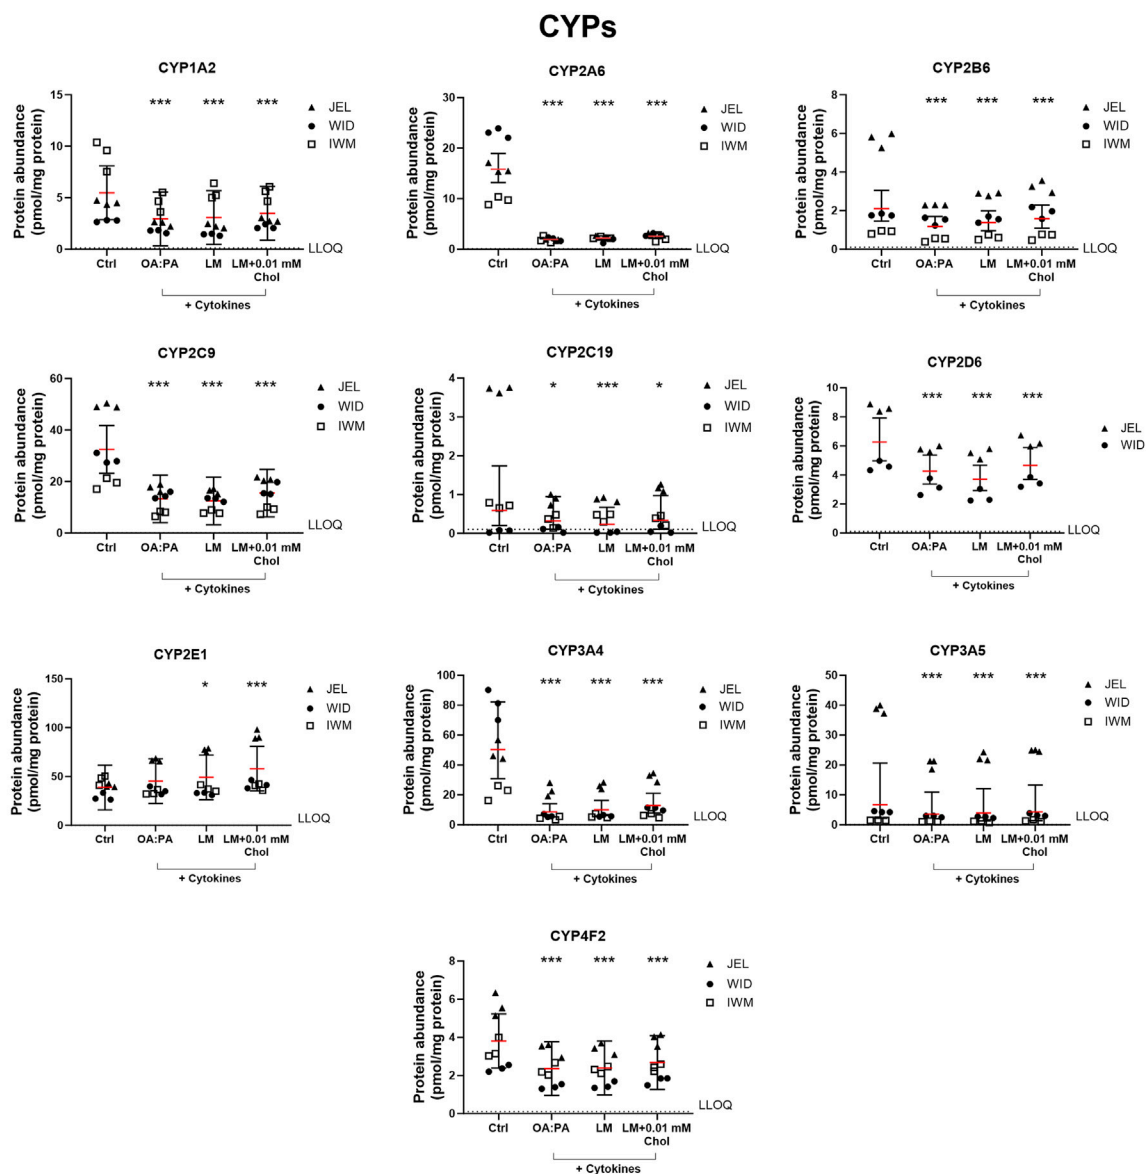 CYPs
CYP1A2
Protein abundance
(pmol/mg protein)
15
10
5
0
***
***
***
JEL
WID
IWM
LLOQ
Ctrl
OA:PA
LM
LM+0.01 mM
Chol
+ Cytokines
CYP2A6
Protein abundance
(pmol/mg protein)
30
20
10
0
***
***
***
JEL
WID
IWM
LLOQ
Ctrl
OA:PA
LM
LM+0.01 mM
Chol
+ Cytokines
CYP2B6
Protein abundance
(pmol/mg protein)
8
6
4
2
0
***
***
***
JEL
WID
IWM
LLOQ
Ctrl
OA:PA
LM
LM+0.01 mM
Chol
+ Cytokines
CYP2C9
Protein abundance
(pmol/mg protein)
60
40
20
0
***
***
***
JEL
WID
IWM
LLOQ
Ctrl
OA:PA
LM
LM+0.01 mM
Chol
+ Cytokines
CYP2C19
Protein abundance
(pmol/mg protein)
4
3
2
1
0
*
***
*
JEL
WID
IWM
LLOQ
Ctrl
OA:PA
LM
LM+0.01 mM
Chol
+ Cytokines
CYP2D6
Protein abundance
(pmol/mg protein)
10
8
6
4
2
0
***
***
***
JEL
WID
LLOQ
Ctrl
OA:PA
LM
LM+0.01 mM
Chol
+ Cytokines
CYP2E1
Protein abundance
(pmol/mg protein)
150
100
50
0
*
***
JEL
WID
IWM
LLOQ
Ctrl
OA:PA
LM
LM+0.01 mM
Chol
+ Cytokines
CYP3A4
Protein abundance
(pmol/mg protein)
100
80
60
40
20
0
***
***
***
JEL
WID
IWM
LLOQ
Ctrl
OA:PA
LM
LM+0.01 mM
Chol
+ Cytokines
CYP3A5
Protein abundance
(pmol/mg protein)
50
40
30
20
10
0
***
***
***
JEL
WID
IWM
LLOQ
Ctrl
OA:PA
LM
LM+0.01 mM
Chol
+ Cytokines
CYP4F2
Protein abundance
(pmol/mg protein)
8
6
4
2
0
***
***
***
JEL
WID
IWM
LLOQ
Ctrl
OA:PA
LM
LM+0.01 mM
Chol
+ Cytokines